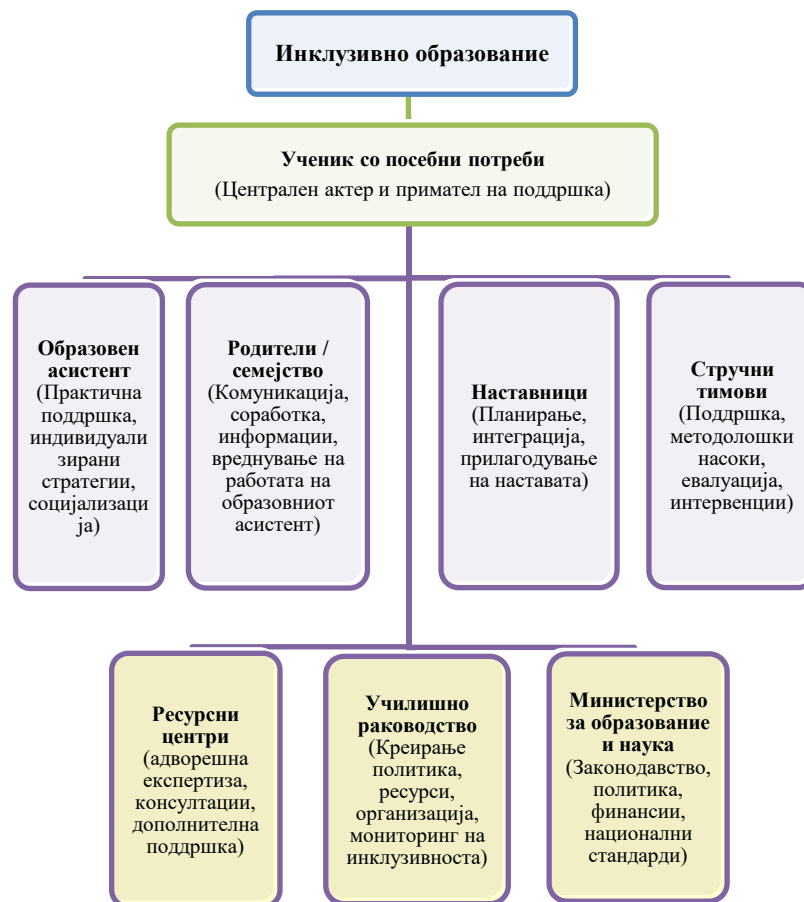 Инклузивно образование
Ученик со посебни потреби
(Централен актер и примател на поддршка)
Образовен
асистент
(Практична
поддршка,
индивидуали
зирани
стратегии,
социјализаци
ја)
Родители /
семејство
(Комуникација,
соработка,
информации,
вреднување на
работата на
образовниот
асистент)
Наставници
(Планирање,
интеграција,
прилагодување
на наставата)
Стручни
тимови
(Поддршка,
методолошки
насоки,
евалуација,
интервенции)
Ресурсни
центри
(адворешна
експертиза,
консултации,
дополнителна
поддршка)
Училишно
раководство
(Креирање
политика,
ресурси,
организација,
мониторинг на
инклузивноста)
Министерство
за образование
и наука
(Законодавство,
политика,
финансии,
национални
стандарди)